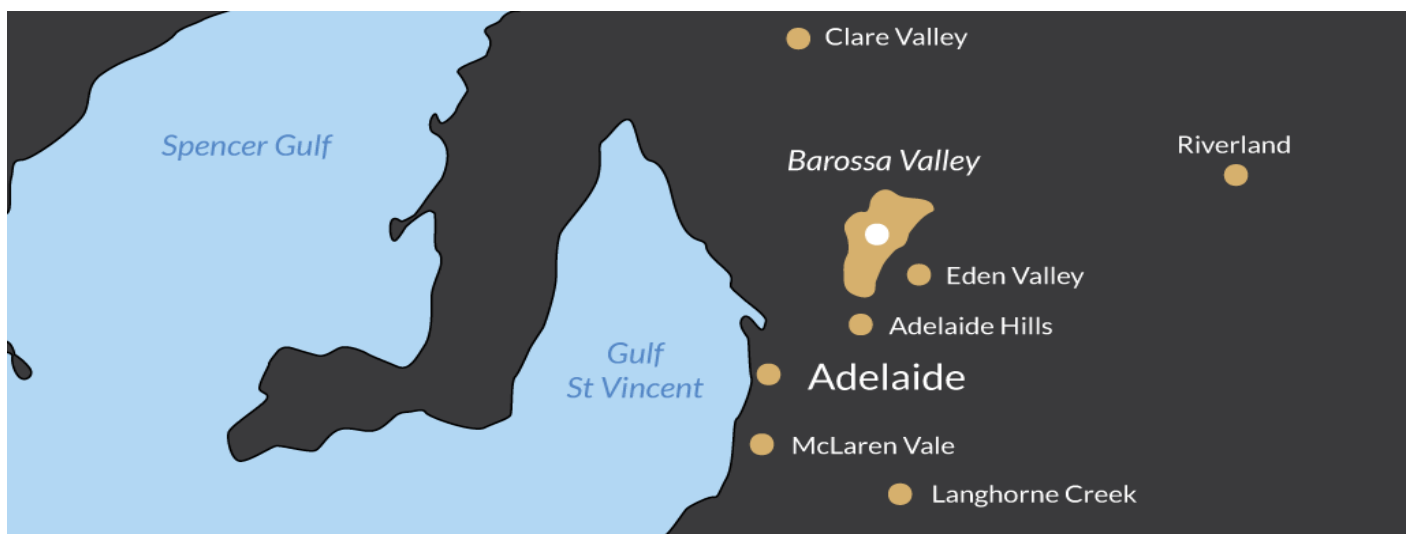 Clare Valley
Spencer Gulf
Riverland
Barossa Valley
Eden Valley
Adelaide Hills
Gulf
St Vincent
Adelaide
McLaren Vale
Langhorne Creek